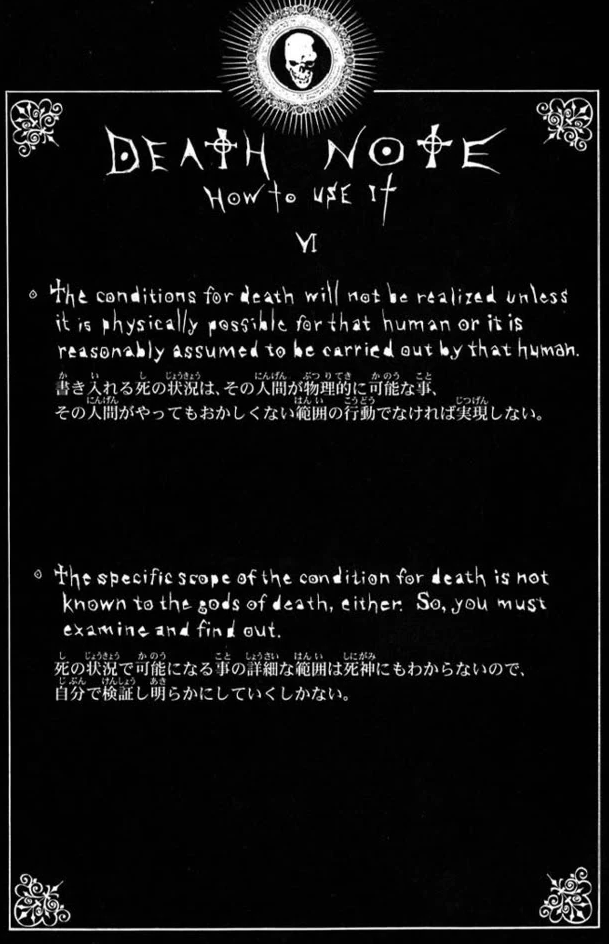 DEATH NOTE
HOW to USE It
VI
The conditions for death will not be realized unless
it is physically possible for that human or it is
reasonably assumed to be carried out by that human.
書き入れる死の状況は、その人間が物理的に可能な事、
その人間がやってもおかしくない範囲の行動でなければ実現しない。
The specific scope of the condition for death is not
known to the gods of death, either. So, you must
examine and find out.
死の状況で可能になる事の詳細な範囲は死神にもわからないので、
自分で検証し明らかにしていくしかない。